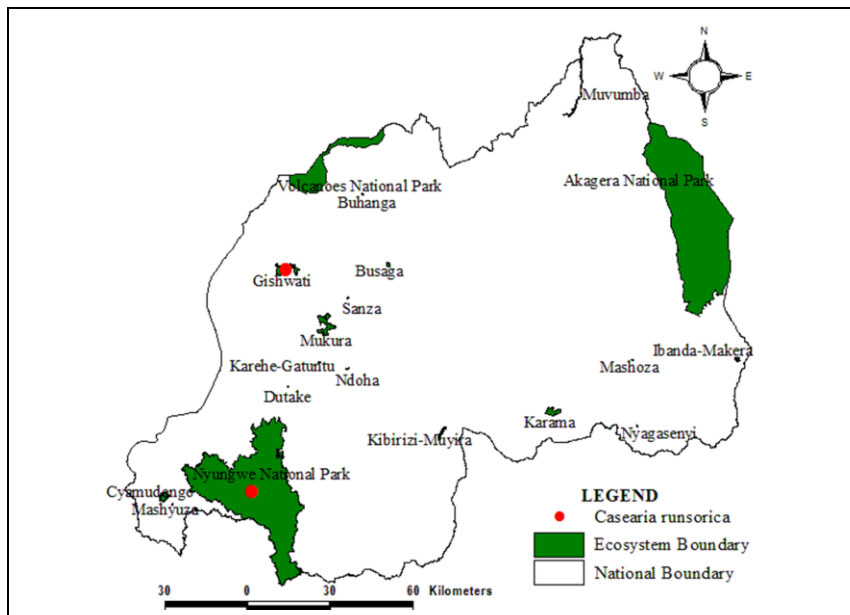 N
W E
S
Muvumba
Volcanoes National Park
Akagera National Park
Buhanga
Gishwati
Busaga
Sanza
Mukura
Ibanda-Makera
Karehe-Gaturitu
Mashoza
Ndoha
Dutake
Karama
Nyagasenyi
Kibirizi-Muyira
Nyungwe National Park
Cyamudongo
Mashyuza
LEGEND
Casearia runsorica
Ecosystem Boundary
National Boundary
30 0 30 60 Kilometers